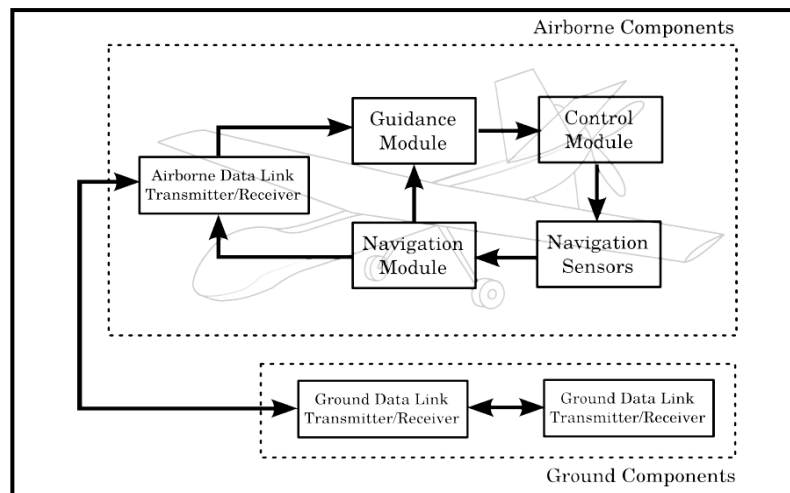 Airborne Components
Guidance
Module
Control
Module
Airborne Data Link
Transmitter/Receiver
Navigation
Module
Navigation
Sensors
Ground Data Link
Transmitter/Receiver
Ground Data Link
Transmitter/Receiver
Ground Components